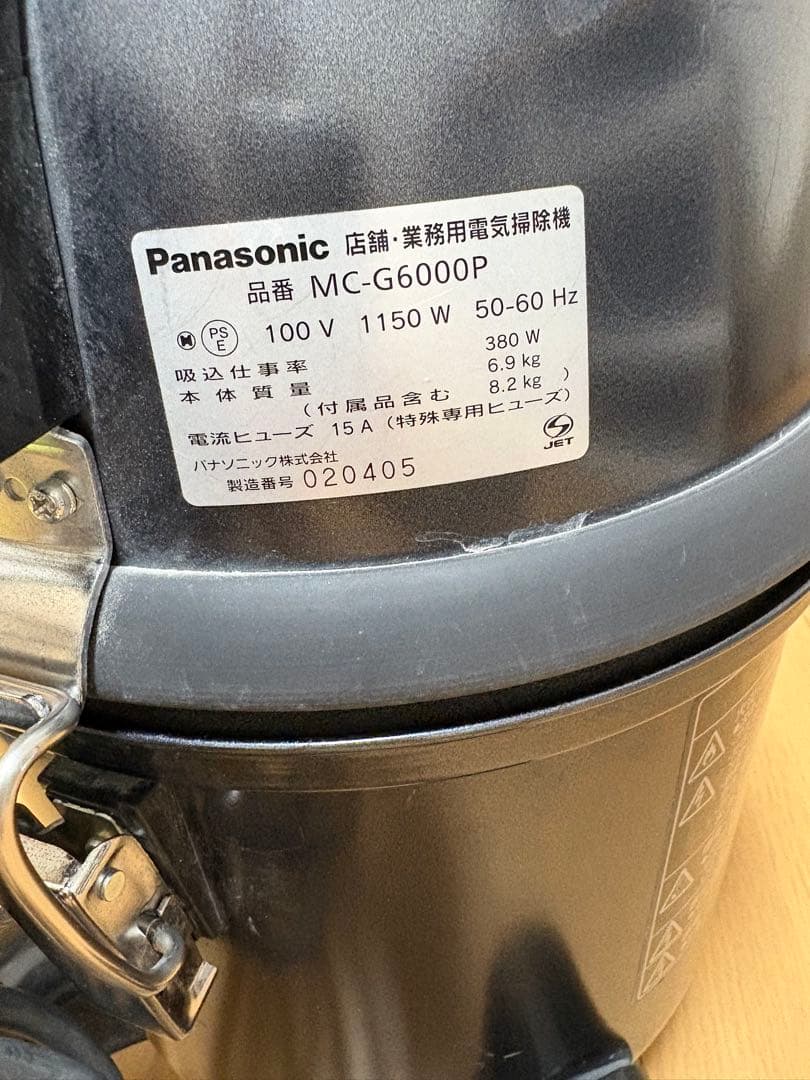 Panasonic 店舗・業務用電気掃除機
品番 MC-G6000P
PS E 100 V 1150 W 50-60 Hz
吸込仕事率 380 W
本体質量 6.9 kg
(付属品含む 8.2 kg )
電流ヒューズ 15 A (特殊専用ヒューズ)
パナソニック株式会社
製造番号 020405
JET